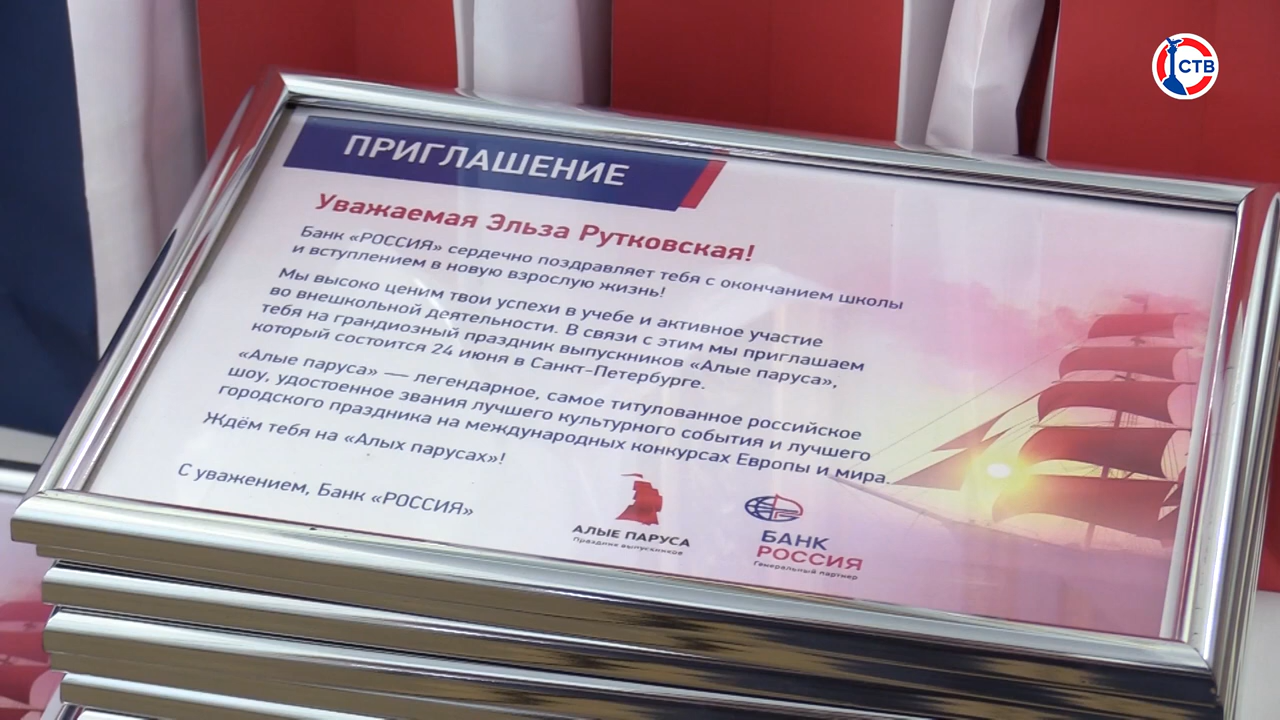 СТВ
ПРИГЛАШЕНИЕ
Уважаемая Эльза Рутковская!
Банк «РОССИЯ» сердечно поздравляет тебя с окончанием школы
и вступлением в новую взрослую жизнь!
Мы высоко ценим твои успехи в учебе и активное участие
во внешкольной деятельности. В связи с этим мы приглашаем
тебя на грандиозный праздник выпускников «Алые паруса»,
который состоится 24 июня в Санкт-Петербурге.
«Алые паруса» — легендарное, самое титулованное российское
шоу, удостоенное звания лучшего культурного события и лучшего
городского праздника на международных конкурсах Европы и мира.
Ждём тебя на «Алых парусах»!
С уважением, Банк «РОССИЯ»
АЛЫЕ ПАРУСА
Праздник выпускников
БАНК
РОССИЯ
Генеральный партнер